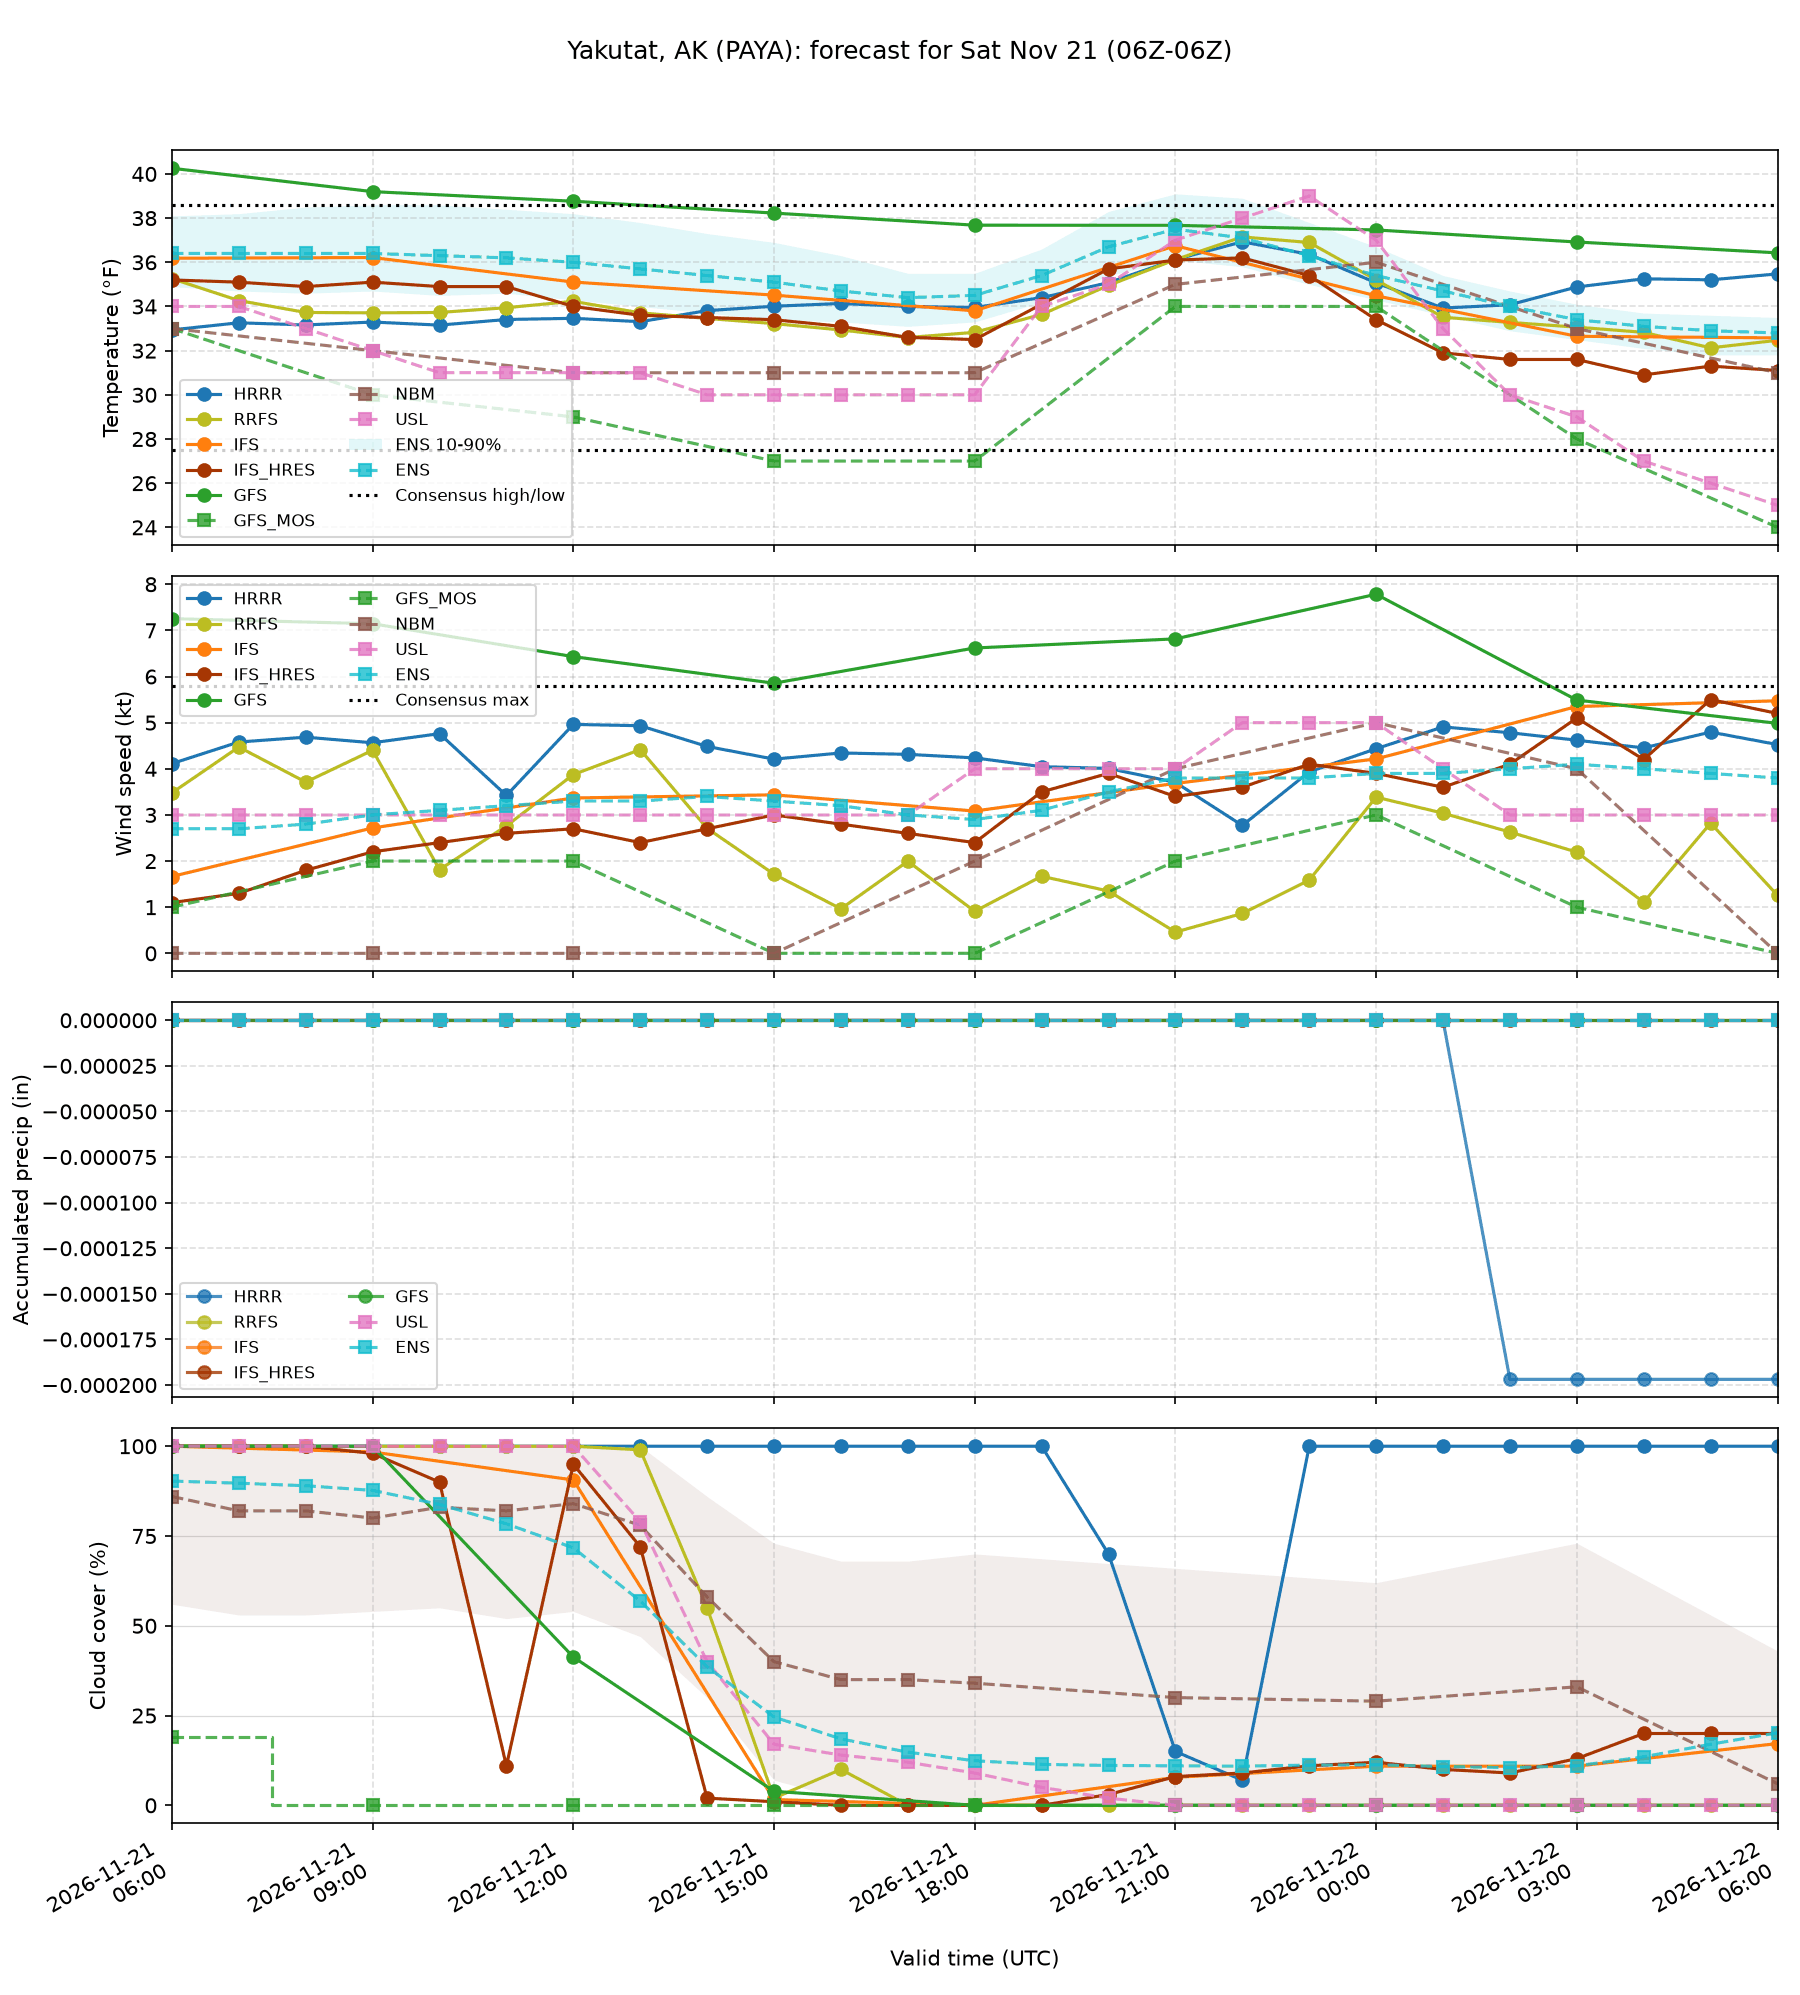 Yakutat, AK (PAYA): forecast for Sat Nov 21 (06Z-06Z)
Temperature (°F)
40
38
36
34
32
30
28
26
24
HRRR
RRFS
IFS
IFS_HRES
GFS
GFS_MOS
NBM
USL
ENS 10-90%
ENS
Consensus high/low
Wind speed (kt)
8
7
6
5
4
3
2
1
0
HRRR
RRFS
IFS
IFS_HRES
GFS
GFS_MOS
NBM
USL
ENS
Consensus max
Accumulated precip (in)
0.000000
−0.000025
−0.000050
−0.000075
−0.000100
−0.000125
−0.000150
−0.000175
−0.000200
HRRR
RRFS
IFS
IFS_HRES
GFS
USL
ENS
Cloud cover (%)
100
75
50
25
0
2026-11-21
06:00
2026-11-21
09:00
2026-11-21
12:00
2026-11-21
15:00
2026-11-21
18:00
2026-11-21
21:00
2026-11-22
00:00
2026-11-22
03:00
2026-11-22
06:00
Valid time (UTC)